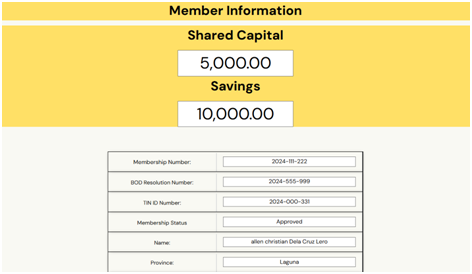 Member Information
Shared Capital
5,000.00
Savings
10,000.00
Membership Number: 2024-111-222
BOD Resolution Number: 2024-555-999
TIN ID Number: 2024-000-331
Membership Status Approved
Name: allen christian Dela Cruz Lero
Province: Laguna